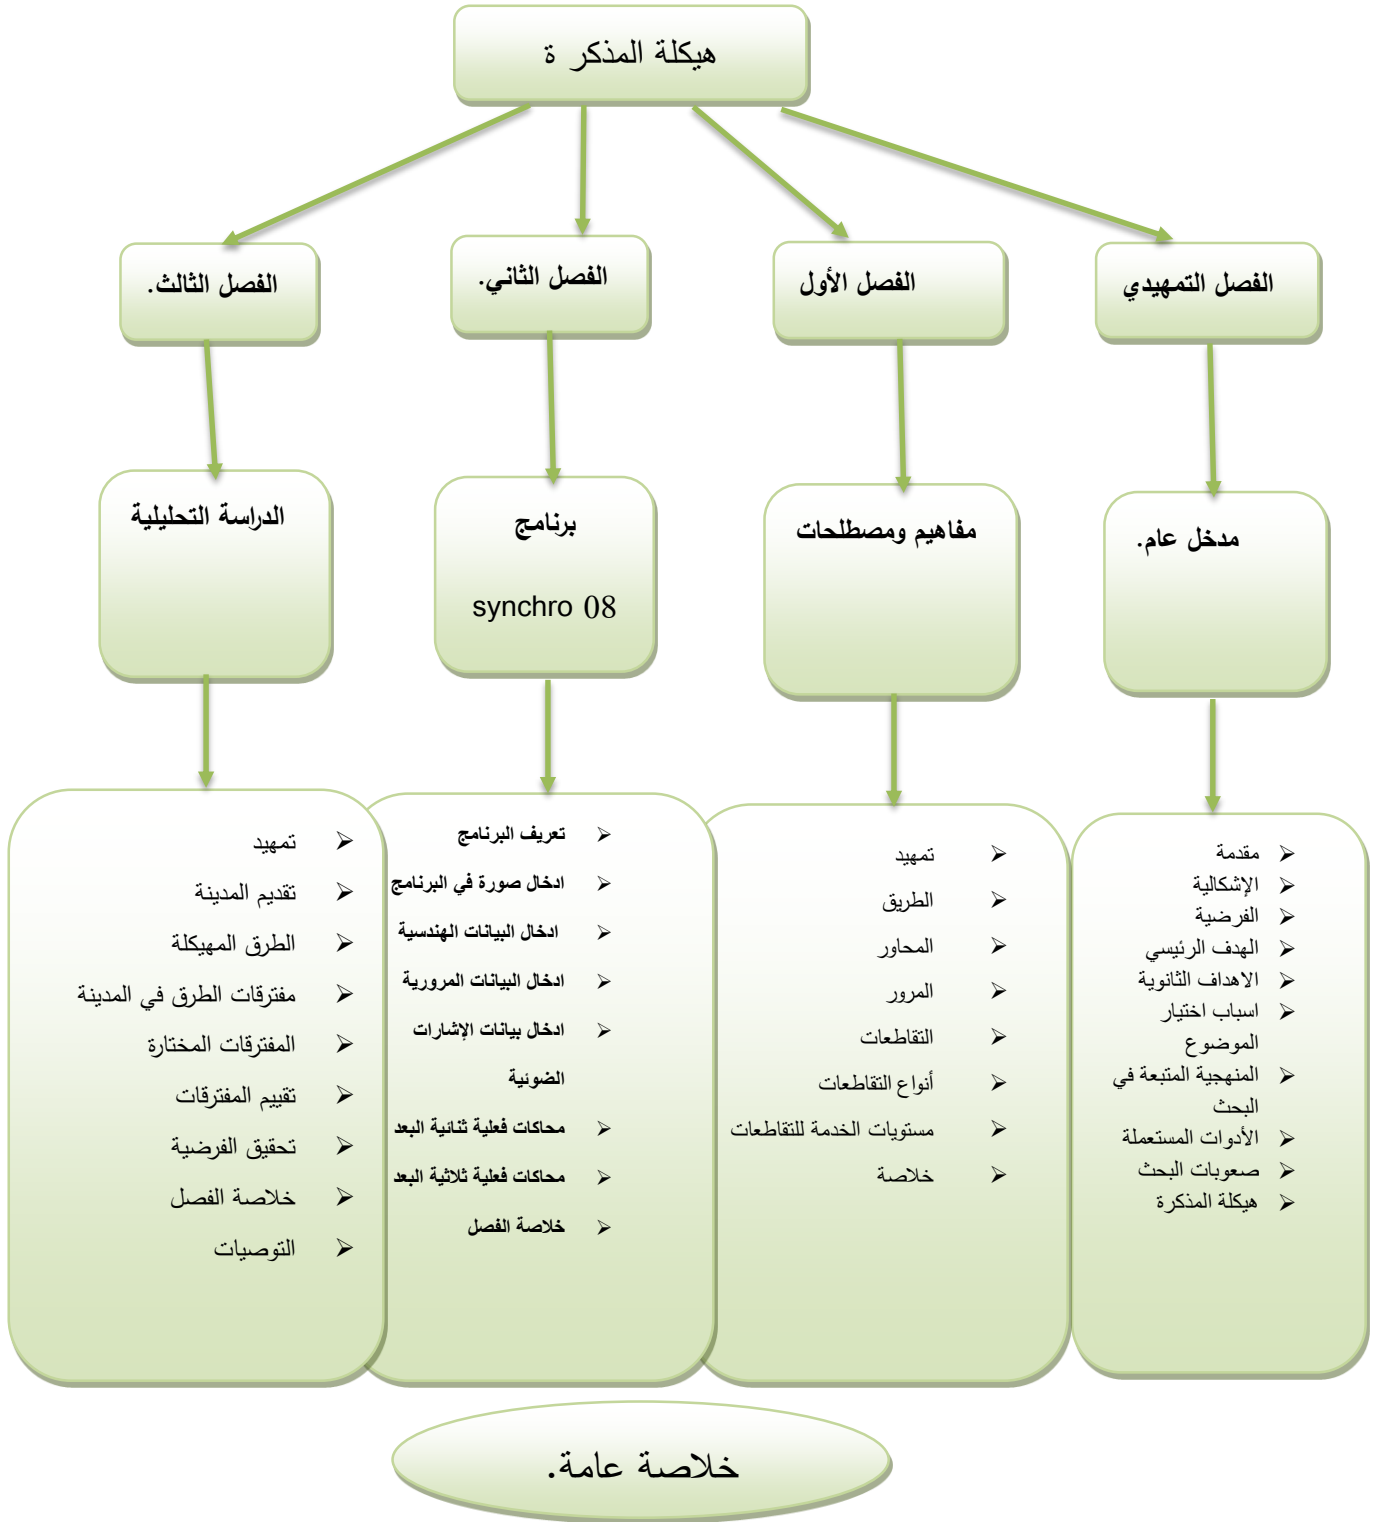 هيكلة المذكر ة
الفصل التمهيدي
الفصل الأول
الفصل الثاني.
الفصل الثالث.
مدخل عام.
مفاهيم ومصطلحات
برنامج
synchro 08
الدراسة التحليلية
مقدمة
الإشكالية
الفرضية
الهدف الرئيسي
الاهداف الثانوية
اسباب اختيار
الموضوع
المنهجية المتبعة في
البحث
الأدوات المستعملة
صعوبات البحث
هيكلة المذكرة
تمهيد
الطريق
المحاور
المرور
التقاطعات
أنواع التقاطعات
مستويات الخدمة للتقاطعات
خلاصة
تعريف البرنامج
ادخال صورة في البرنامج
ادخال البيانات الهندسية
ادخال البيانات المرورية
ادخال بيانات الإشارات
الضوئية
محاكات فعلية ثنائية البعد
محاكات فعلية ثلاثية البعد
خلاصة الفصل
تمهيد
تقديم المدينة
الطرق المهيكلة
مفترقات الطرق في المدينة
المفترقات المختارة
تقييم المفترقات
تحقيق الفرضية
خلاصة الفصل
التوصيات
خلاصة عامة.